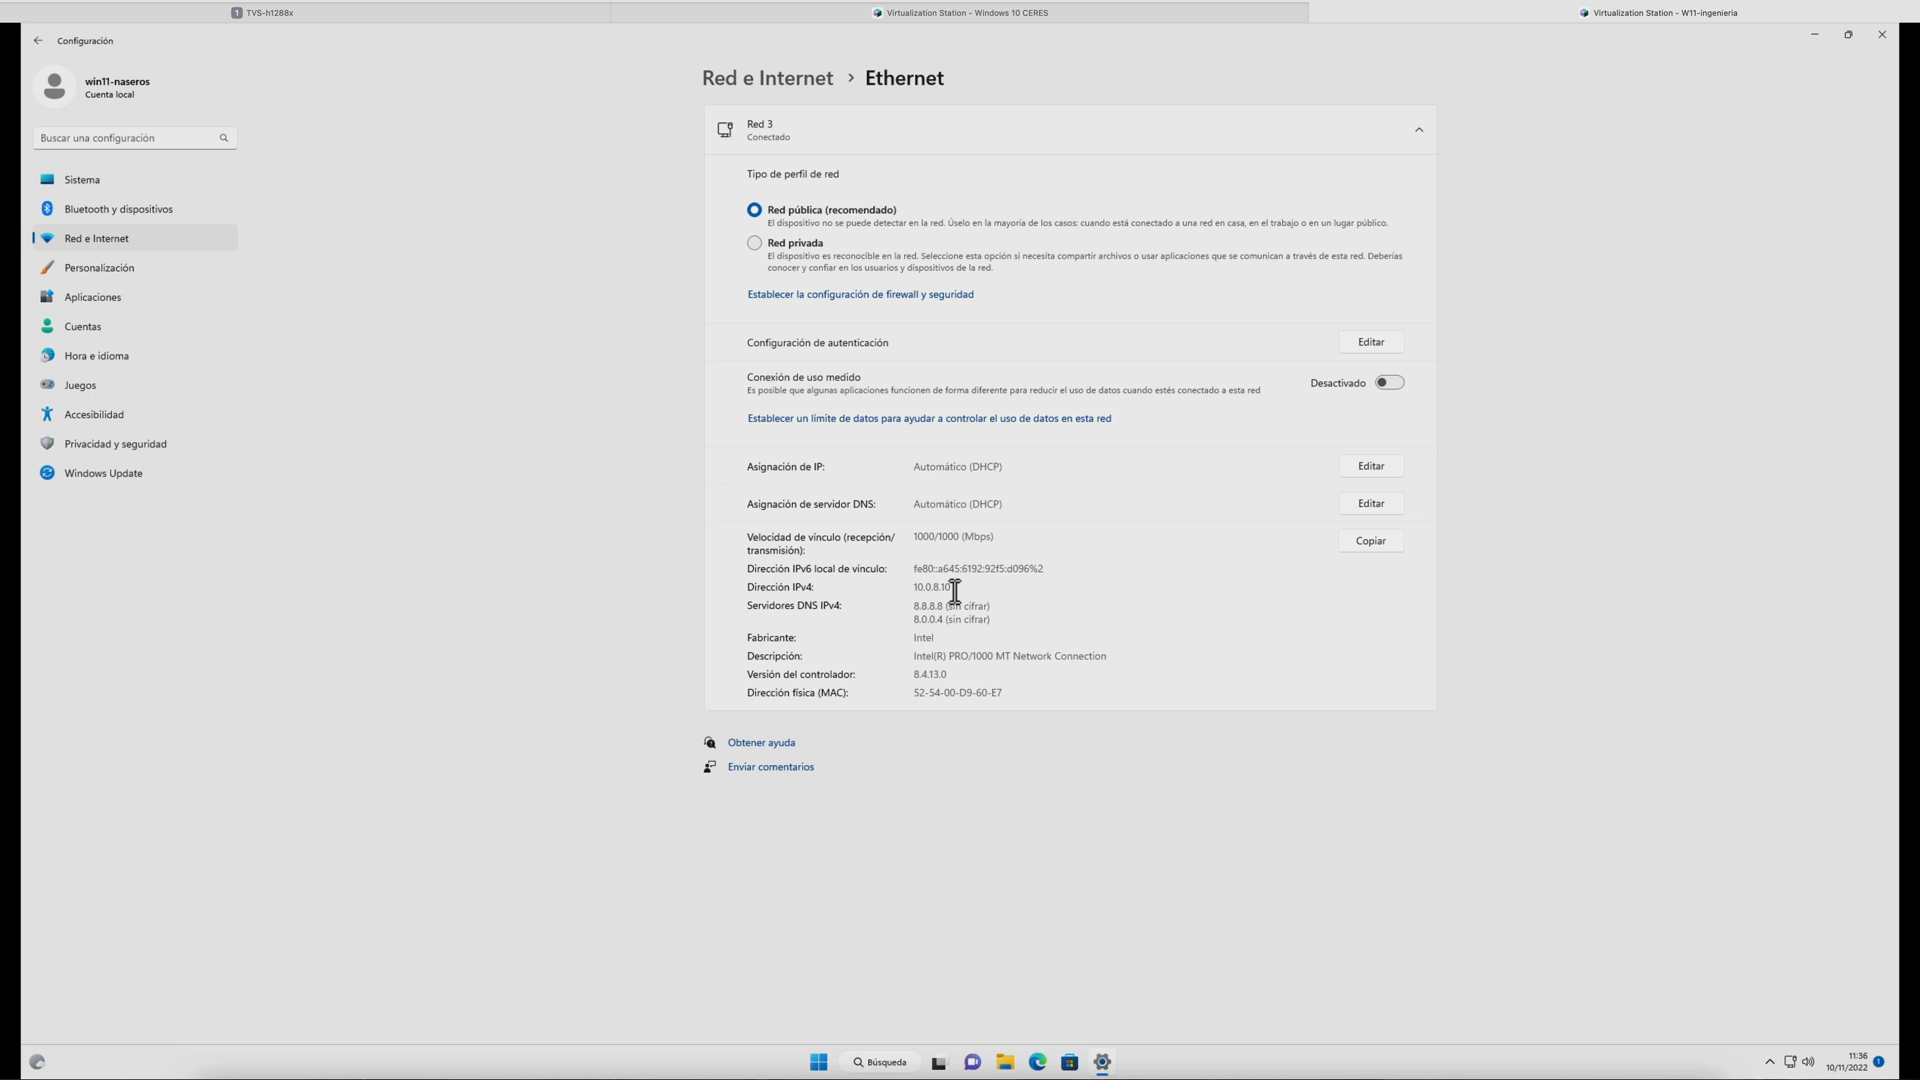 1 TVS-h1288x
Virtualization Station - Windows 10 CERES
Virtualization Station - W11-ingenieria
Configuración
win11-naseros
Cuenta local
Buscar una configuración
Sistema
Bluetooth y dispositivos
Red e Internet
Personalización
Aplicaciones
Cuentas
Hora e idioma
Juegos
Accesibilidad
Privacidad y seguridad
Windows Update
Red e Internet > Ethernet
Red 3
Conectado
Tipo de perfil de red
Red pública (recomendado)
El dispositivo no se puede detectar en la red. Úselo en la mayoría de los casos: cuando está conectado a una red en casa, en el trabajo o en un lugar público.
Red privada
El dispositivo es reconocible en la red. Seleccione esta opción si necesita compartir archivos o usar aplicaciones que se comunican a través de esta red. Deberías
conocer y confiar en los usuarios y dispositivos de la red.
Establecer la configuración de firewall y seguridad
Configuración de autenticación
Editar
Conexión de uso medido
Es posible que algunas aplicaciones funcionen de forma diferente para reducir el uso de datos cuando estés conectado a esta red
Desactivado
Establecer un límite de datos para ayudar a controlar el uso de datos en esta red
Asignación de IP: Automático (DHCP)
Editar
Asignación de servidor DNS: Automático (DHCP)
Editar
Velocidad de vínculo (recepción/ 1000/1000 (Mbps)
transmisión):
Copiar
Dirección IPv6 local de vínculo: fe80::a645:6192:92f5:d096%2
Dirección IPv4: 10.0.8.10
Servidores DNS IPv4: 8.8.8.8 (sin cifrar)
8.0.0.4 (sin cifrar)
Fabricante: Intel
Descripción: Intel(R) PRO/1000 MT Network Connection
Versión del controlador: 8.4.13.0
Dirección física (MAC): 52-54-00-D9-60-E7
Obtener ayuda
Enviar comentarios
Búsqueda
11:36
10/11/2022
1